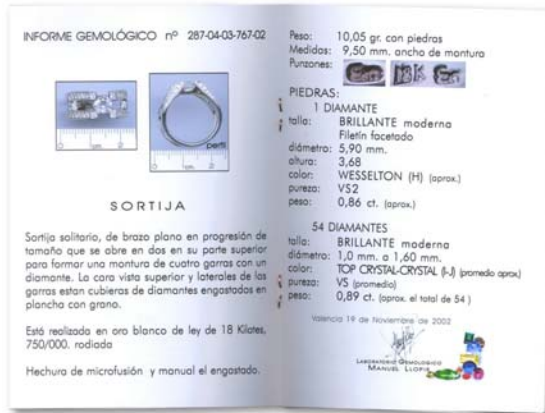 INFORME GEMOLÓGICO nº 287-04-03-767-02
0 cm. 2
perfil
0 1cm. 2
SORTIJA
Sortija solitario, de brazo plano en progresión de
tamaño que se abre en dos en su parte superior
para formar una montura de cuatro garras con un
diamante. La cara vista superior y laterales de las
garras estan cubieras de diamantes engastados en
plancha con grano.
Está realizada en oro blanco de ley de 18 Kilates,
750/000. rodiada
Hechura de microfusión y manual el engastado.
Peso: 10,05 gr. con piedras
Medidas: 9,50 mm. ancho de montura
Punzones:
PIEDRAS:
1 DIAMANTE
talla: BRILLANTE moderna
Filetín facetado
diámetro: 5,90 mm.
altura: 3,68
color: WESSELTON (H) (aprox.)
pureza: VS2
peso: 0,86 ct. (aprox.)
54 DIAMANTES
talla: BRILLANTE moderna
diámetro: 1,0 mm. a 1,60 mm.
color: TOP CRYSTAL-CRYSTAL (I-J) (promedio aprox.)
pureza: VS (promedio)
peso: 0,89 ct. (aprox. el total de 54 )
Valencia 19 de Noviembre de 2002
LABORATORIO GEMOLOGICO
MANUEL LLOPIS